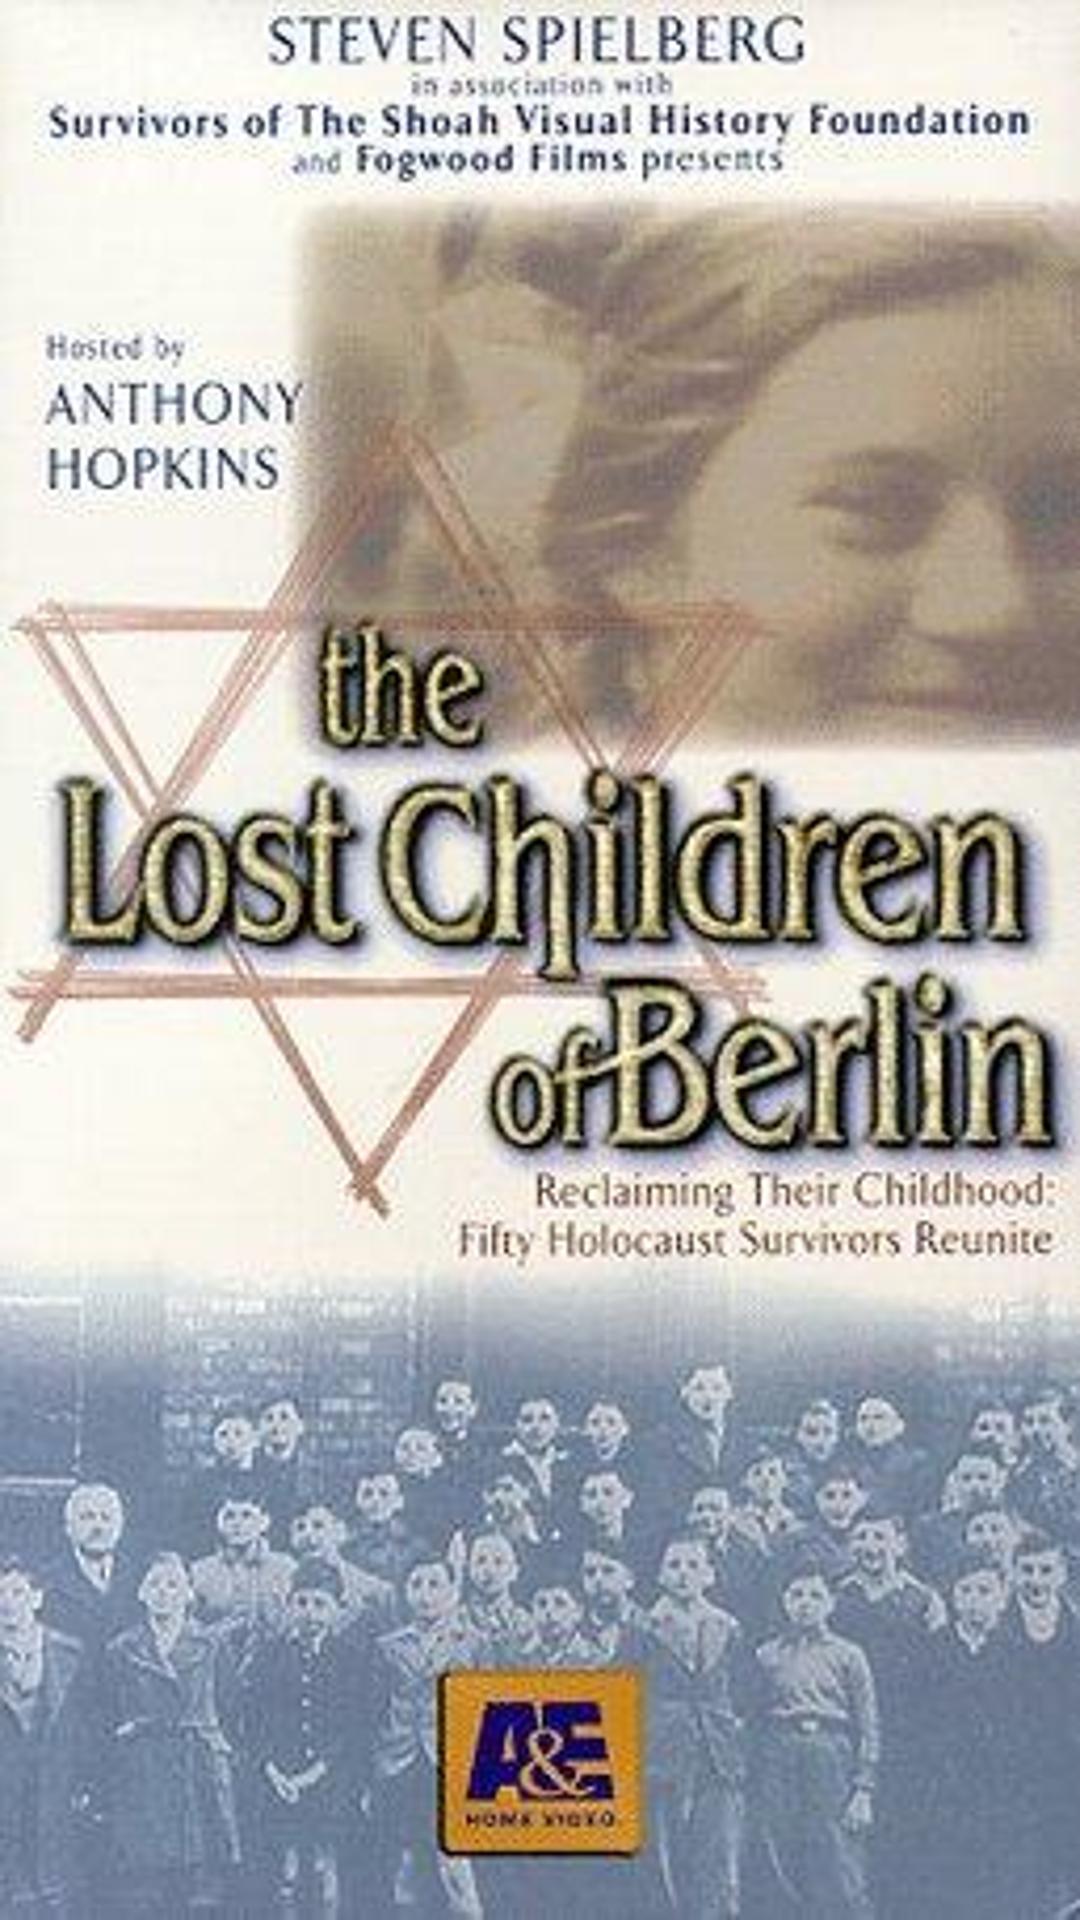 STEVEN SPIELBERG
in association with
Survivors of The Shoah Visual History Foundation
and Fogwood Films presents
Hosted by
ANTHONY
HOPKINS
the
Lost Children
of Berlin
Reclaiming Their Childhood:
Fifty Holocaust Survivors Reunite
A&E
HOME VIDEO